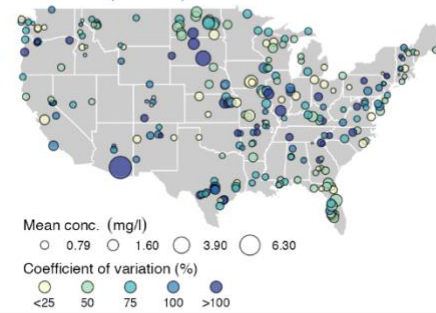 Mean conc. (mg/l)
0.79 1.60 3.90 6.30
Coefficient of variation (%)
<25 50 75 100 >100